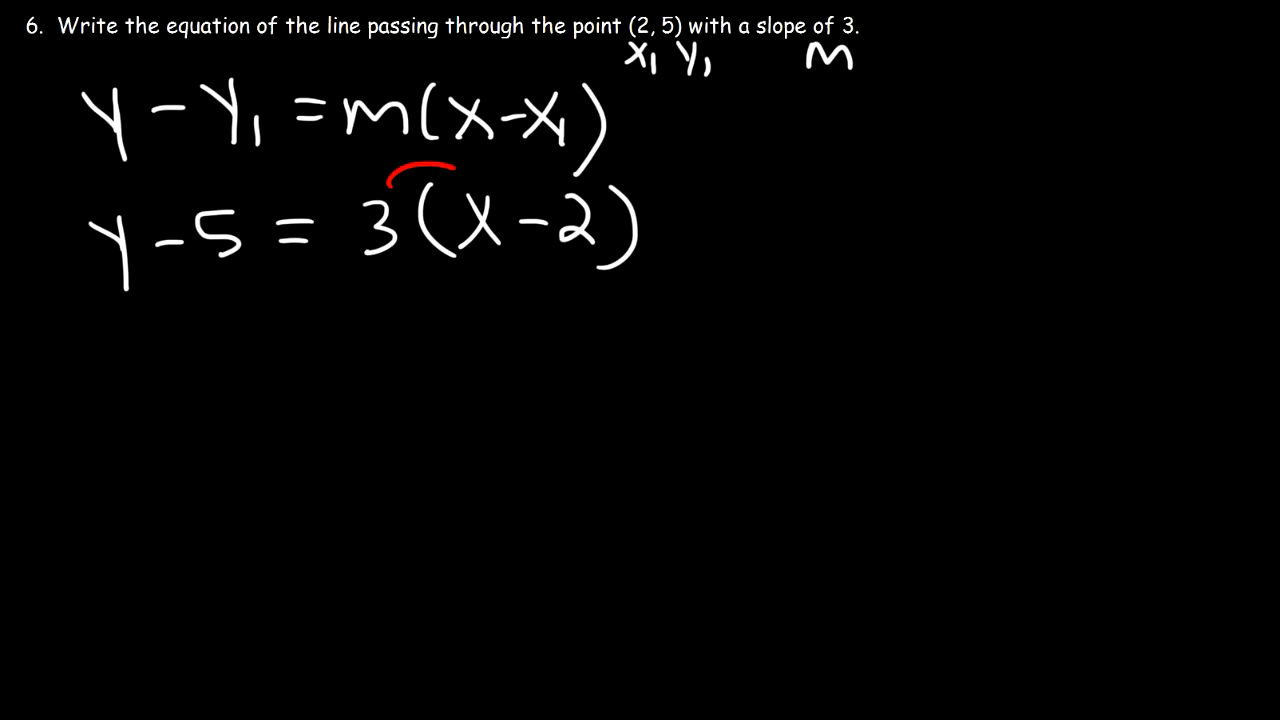 6. Write the equation of the line passing through the point (2, 5) with a slope of 3.
x₁ y₁ m
y - y₁ = m(x - x₁)
y - 5 = 3(x - 2)